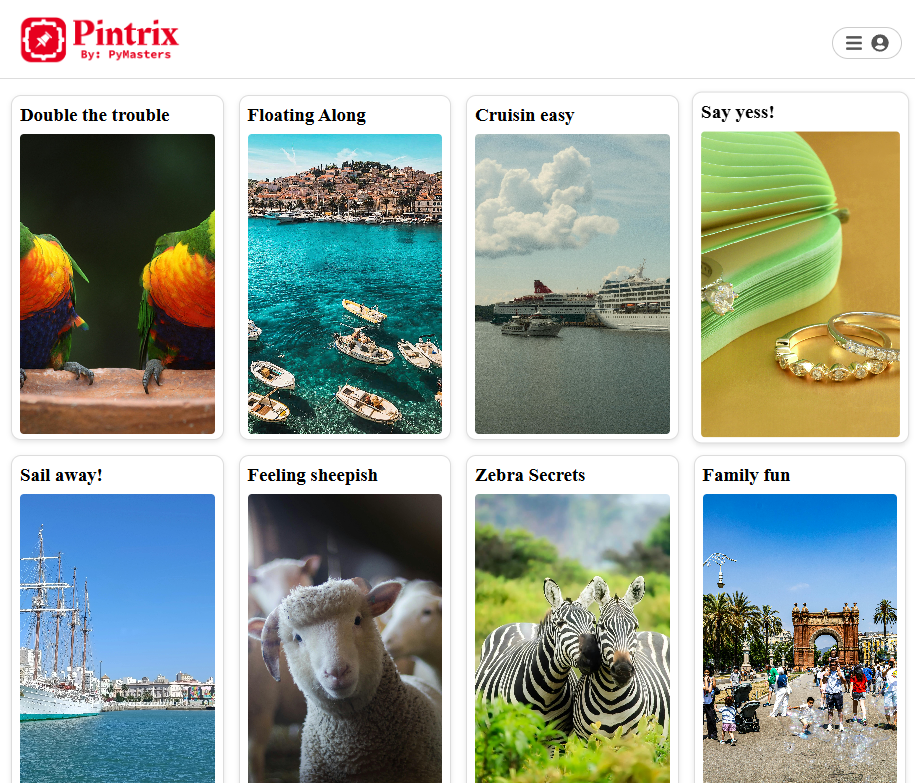 Pintrix
By: PyMasters
Double the trouble
Floating Along
Cruisin easy
Say yess!
Sail away!
Feeling sheepish
Zebra Secrets
Family fun